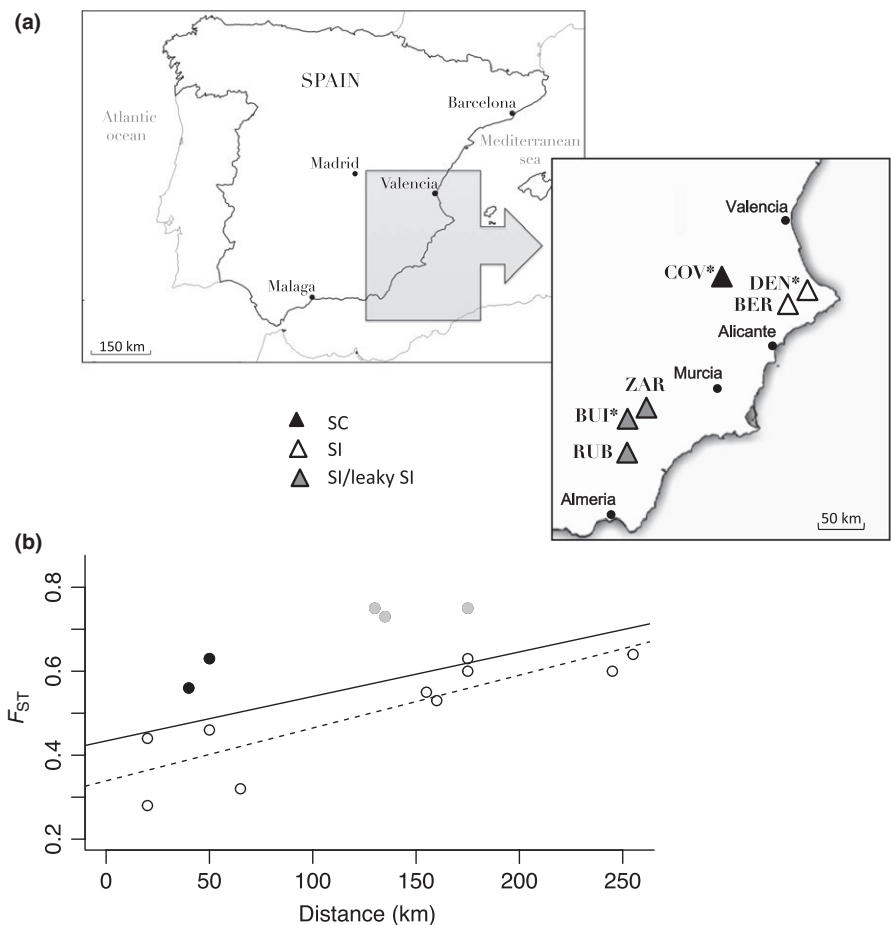 (a)
SPAIN
Atlantic
ocean
Barcelona
Mediterranean
sea
Madrid
Valencia
Malaga
150 km
Valencia
COV*
DEN*
BER
Alicante
ZAR
Murcia
BUI*
RUB
Almeria
50 km
SC
SI
SI/leaky SI
(b)
FST
0.8
0.6
0.4
0.2
0 50 100 150 200 250
Distance (km)